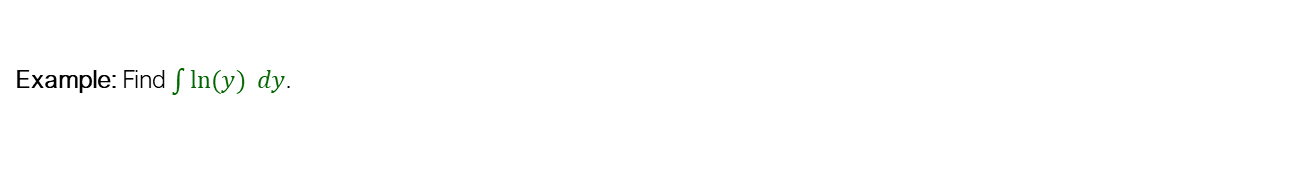 Example: Find ∫ ln(y) dy.